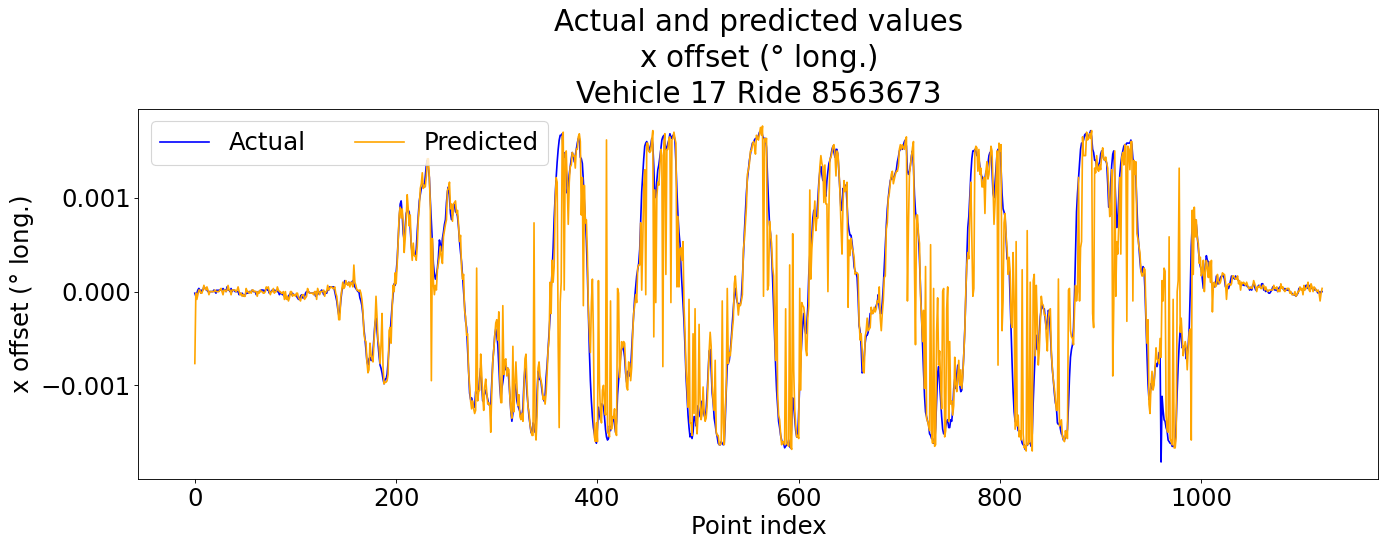 Actual and predicted values
x offset (° long.)
Vehicle 17 Ride 8563673
Actual
Predicted
x offset (° long.)
0.001
0.000
−0.001
0
200
400
600
800
1000
Point index